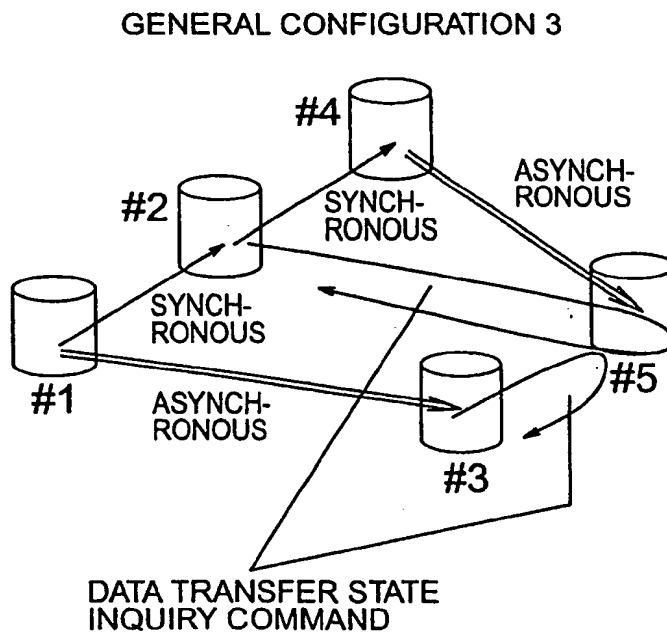 GENERAL CONFIGURATION 3
#4
ASYNCH-
RONOUS
#2
SYNCH-
RONOUS
SYNCH-
RONOUS
#1
ASYNCH-
RONOUS
#5
#3
DATA TRANSFER STATE
INQUIRY COMMAND